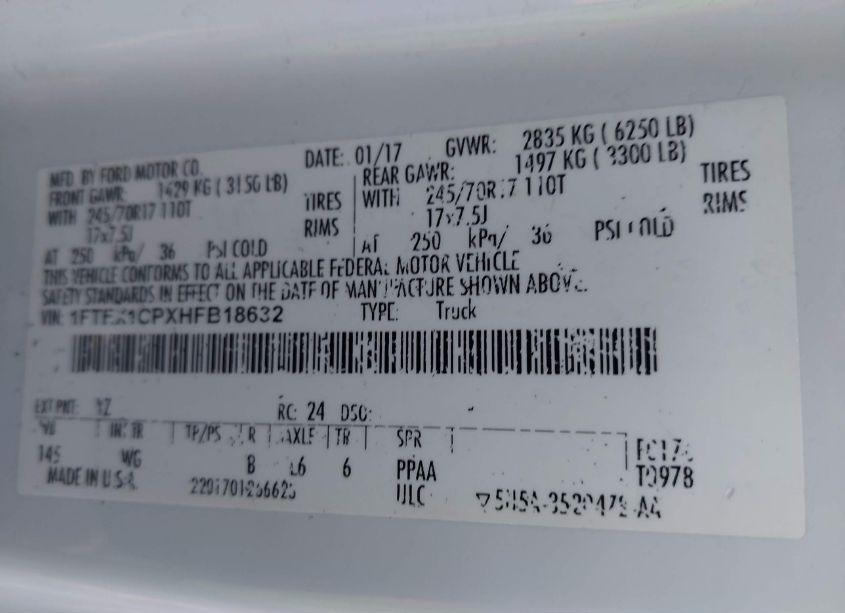 MFD. BY FORD MOTOR CO. DATE: 01/17 GVWR: 2835 KG ( 6250 LB)
FRONT GAWR: 1429 KG ( 3150 LB) REAR GAWR: 1497 KG ( 3300 LB)
WITH 245/70R17 110T TIRES WITH 245/70R17 110T TIRES
17x7.5J RIMS 17x7.5J RIMS
AT 250 kPa/ 36 PSI COLD AT 250 kPa/ 36 PSI COLD
THIS VEHICLE CONFORMS TO ALL APPLICABLE FEDERAL MOTOR VEHICLE
SAFETY STANDARDS IN EFFECT ON THE DATE OF MANUFACTURE SHOWN ABOVE.
VIN: 1FTEX1CPXHFB18632 TYPE: Truck
EXT PNT: YZ RC: 24 DSO:
WB INT TR TP/PS R AXLE TR SPR
145 WG B L6 6 PPAA
MADE IN U.S.A. ULC